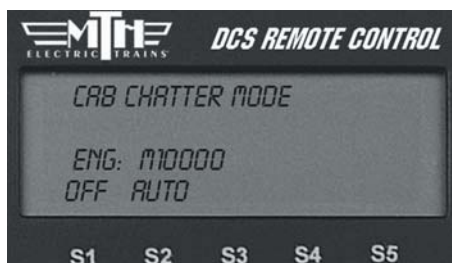 MTH DCS REMOTE CONTROL
ELECTRIC TRAINS
CAB CHATTER MODE
ENG: M10000
OFF AUTO
S1 S2 S3 S4 S5